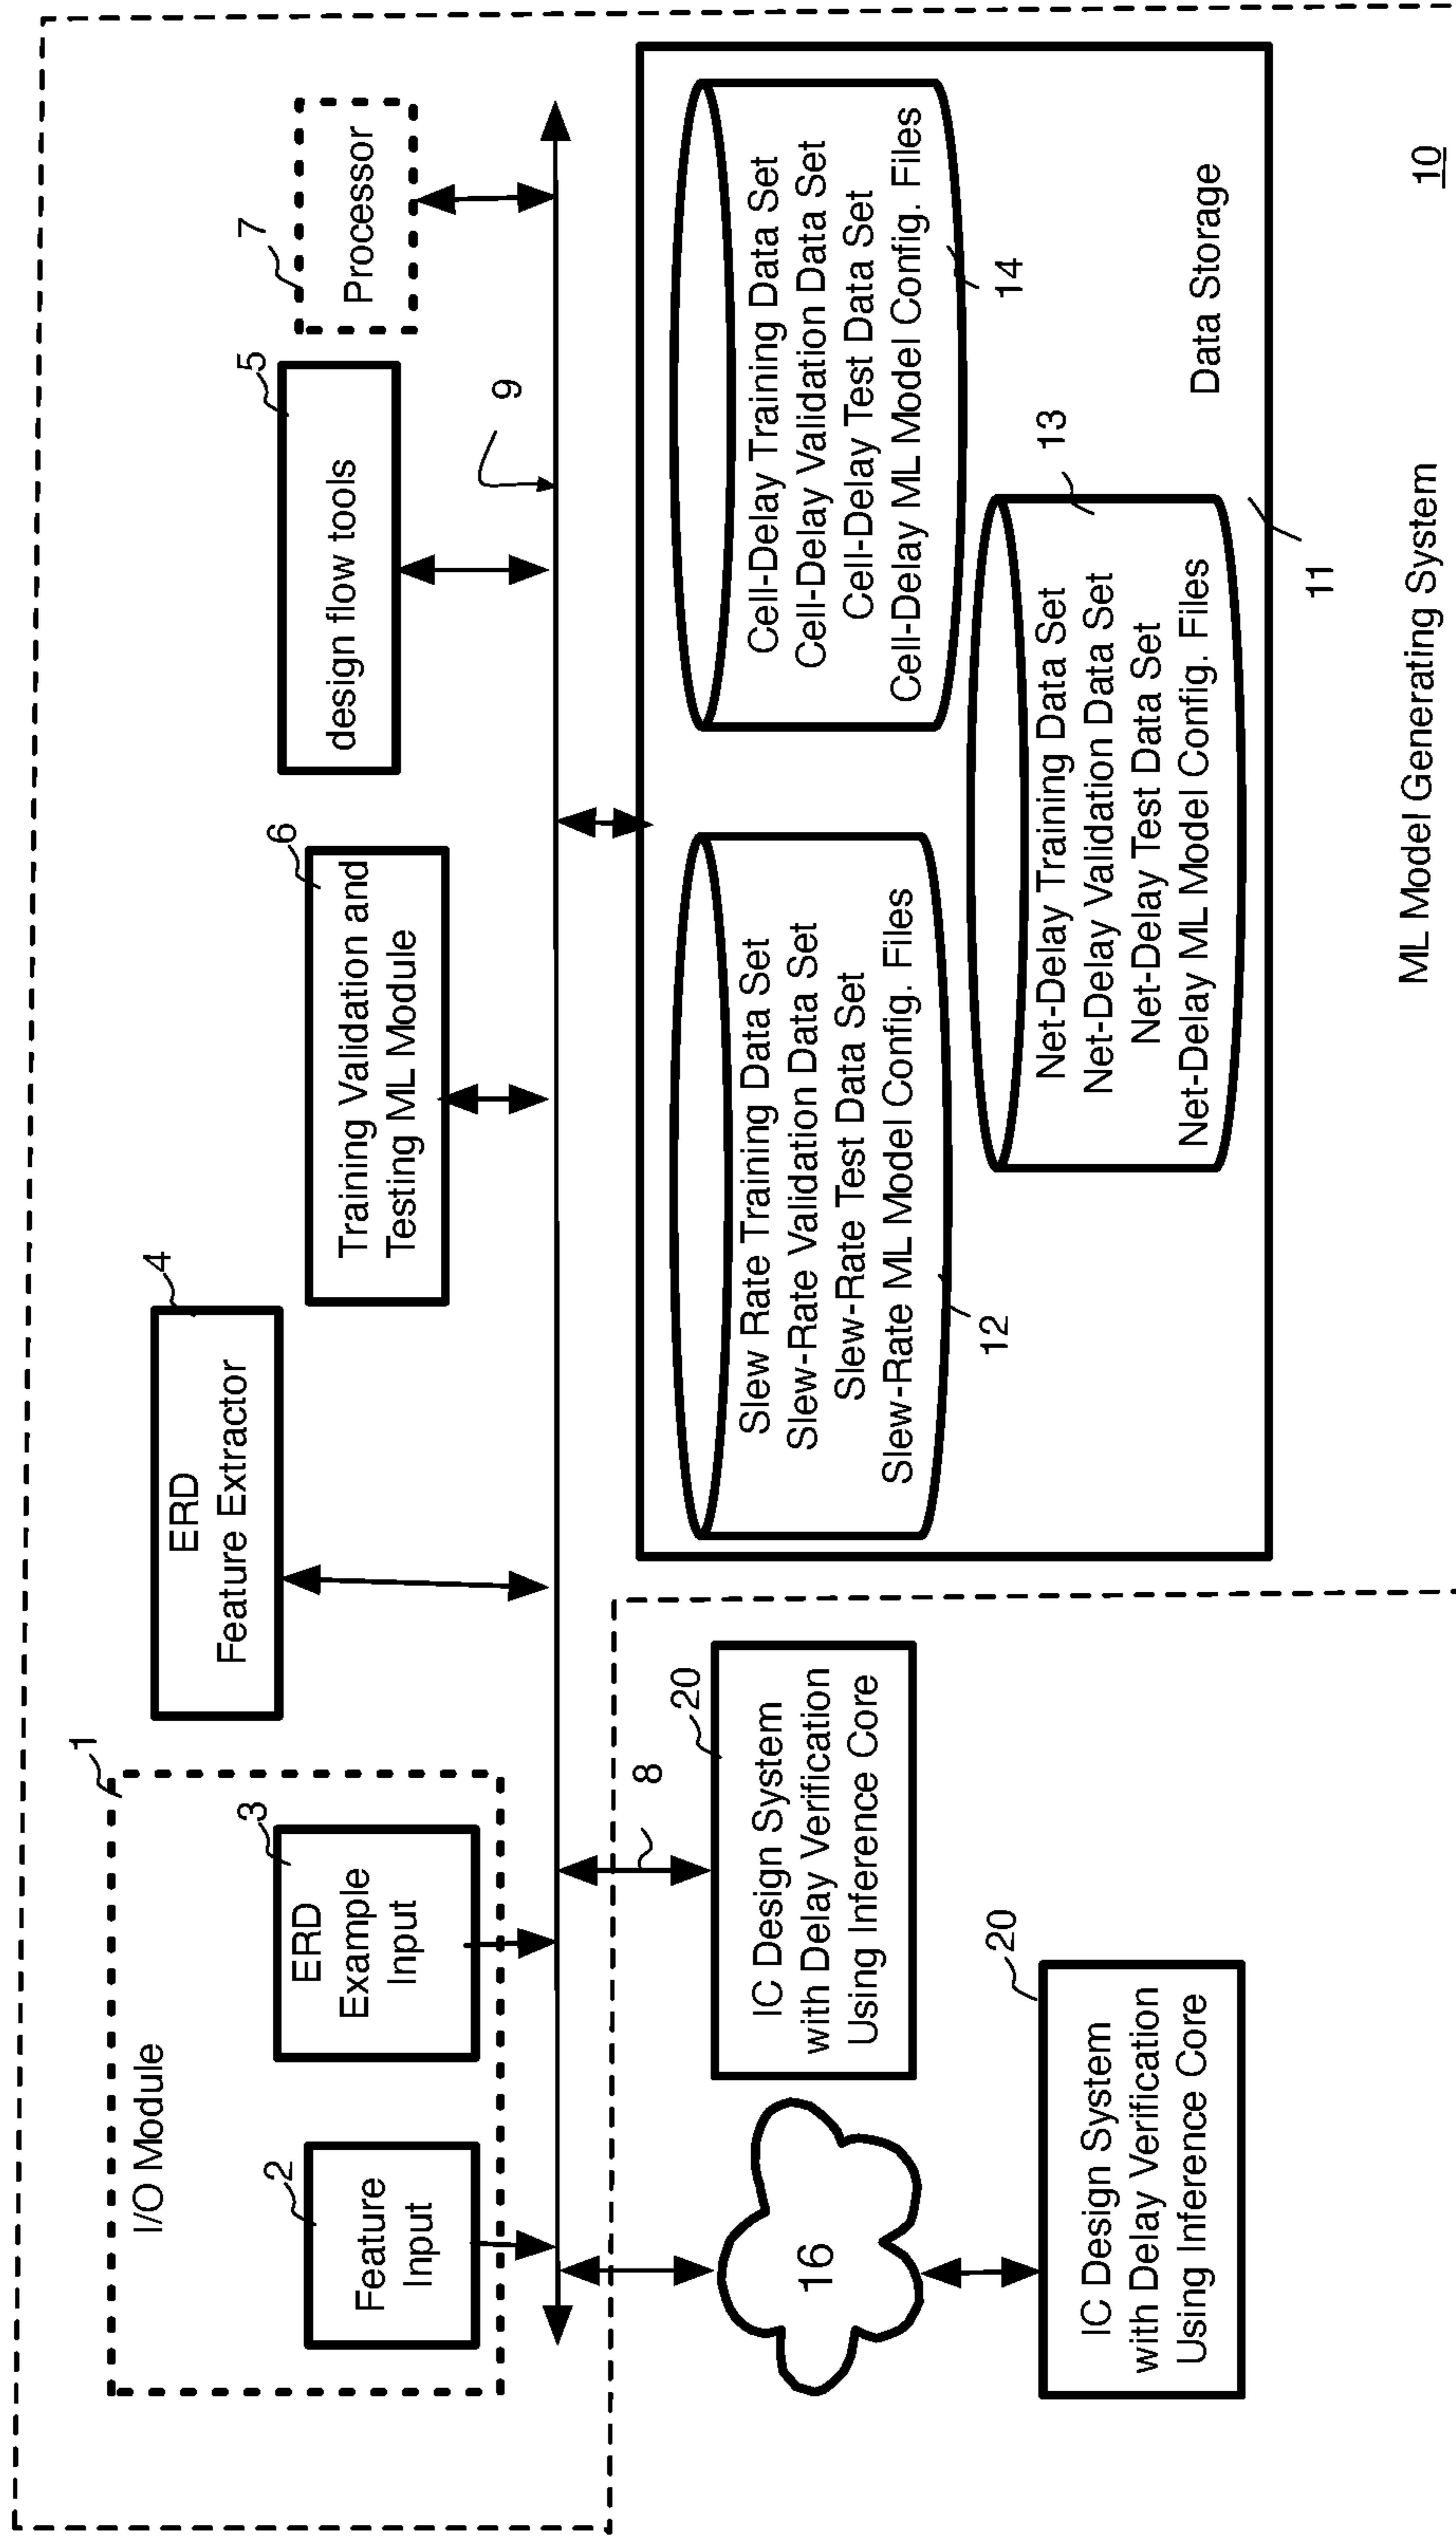 1
I/O Module
2
Feature
Input
3
ERD
Example
Input
4
ERD
Feature Extractor
6
Training Validation and
Testing ML Module
5
design flow tools
7
Processor
9
8
16
20
IC Design System
with Delay Verification
Using Inference Core
20
IC Design System
with Delay Verification
Using Inference Core
Slew Rate Training Data Set
Slew-Rate Validation Data Set
Slew-Rate Test Data Set
Slew-Rate ML Model Config. Files
12
Cell-Delay Training Data Set
Cell-Delay Validation Data Set
Cell-Delay Test Data Set
Cell-Delay ML Model Config. Files
14
Net-Delay Training Data Set
Net-Delay Validation Data Set
Net-Delay Test Data Set
Net-Delay ML Model Config. Files
13
Data Storage
11
ML Model Generating System
10